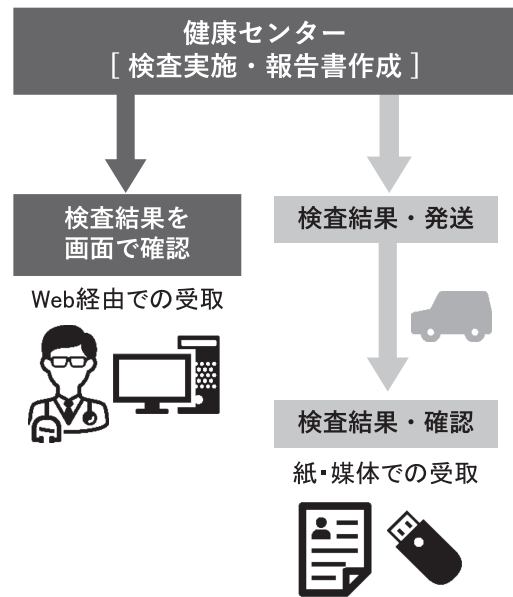 健康センター
[ 検査実施・報告書作成 ]
検査結果を
画面で確認
Web経由での受取
検査結果・発送
検査結果・確認
紙・媒体での受取